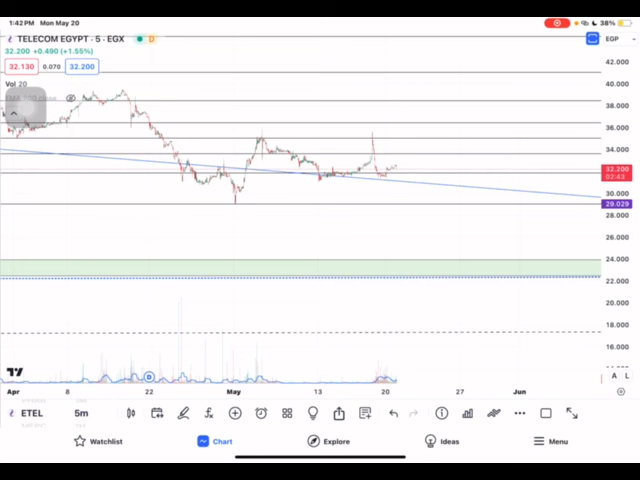 1:42 PM Mon May 20
38%
TELECOM EGYPT · 5 · EGX
D
EGP
32.200 +0.490 (+1.55%)
32.130 0.070 32.200
Vol 20
42.000
40.000
38.000
36.000
34.000
32.200
02:43
30.000
29.029
28.000
26.000
24.000
22.000
20.000
18.000
16.000
D
A L
Apr 8 22 May 13 20 27 Jun
ETEL 5m
Watchlist Chart Explore Ideas Menu